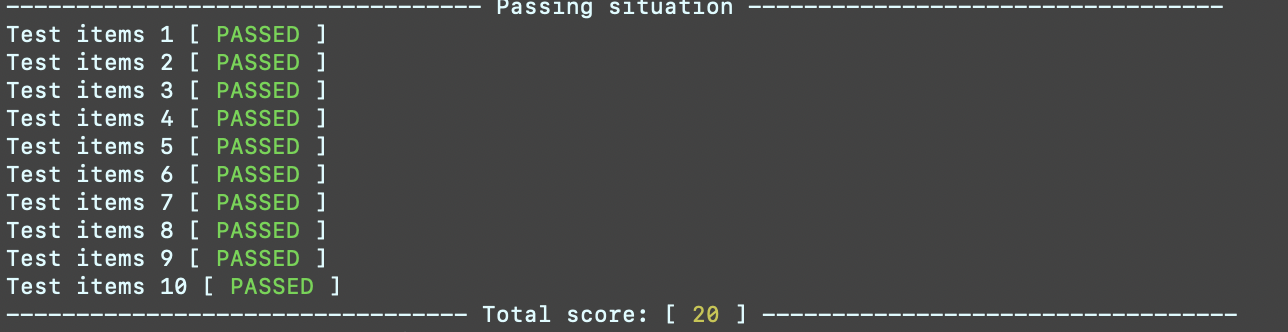 ---------------------------------- Passing situation ----------------------------------
Test items 1 [ PASSED ]
Test items 2 [ PASSED ]
Test items 3 [ PASSED ]
Test items 4 [ PASSED ]
Test items 5 [ PASSED ]
Test items 6 [ PASSED ]
Test items 7 [ PASSED ]
Test items 8 [ PASSED ]
Test items 9 [ PASSED ]
Test items 10 [ PASSED ]
--------------------------------- Total score: [ 20 ] ----------------------------------